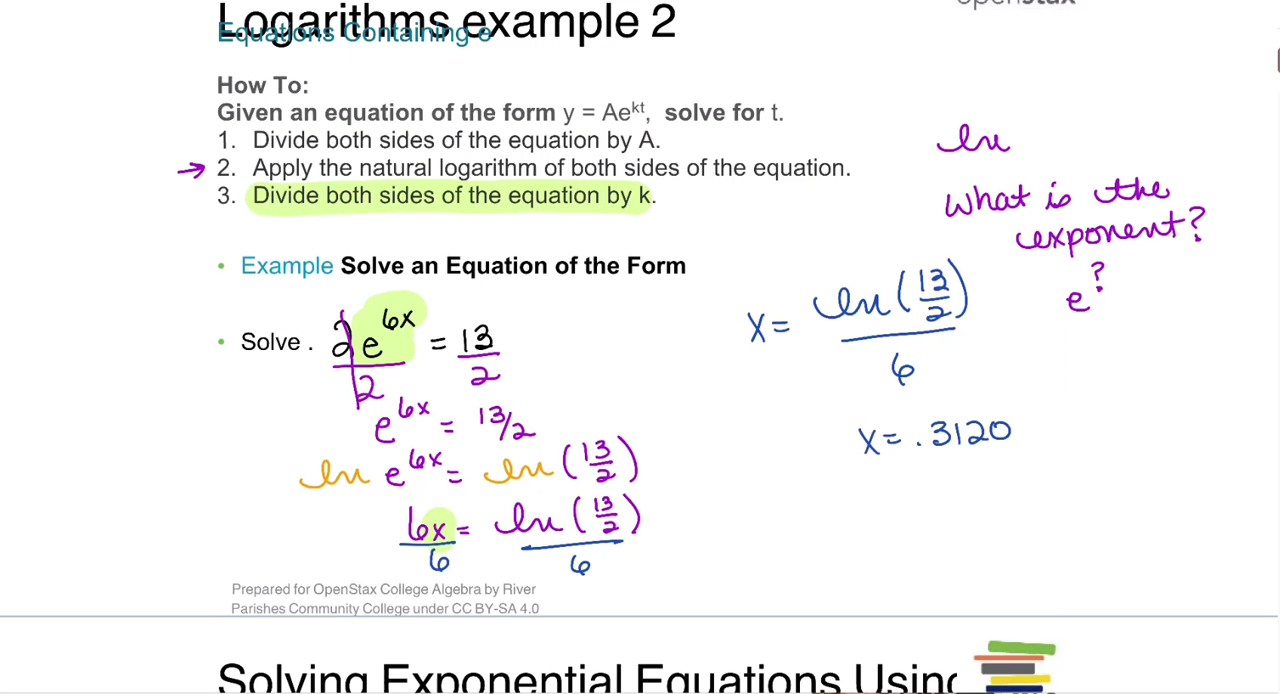 Logarithms example 2
Equations Containing e
openstax
How To:
Given an equation of the form y = Ae^kt, solve for t.
1. Divide both sides of the equation by A.
→ 2. Apply the natural logarithm of both sides of the equation.
3. Divide both sides of the equation by k.
ln
what is the
exponent?
e^?
• Example Solve an Equation of the Form
• Solve . 2e^6x/2 = 13/2
e^6x = 13/2
ln e^6x = ln (13/2)
6x/6 = ln (13/2)/6
x = ln (13/2)/6
x = .3120
Prepared for OpenStax College Algebra by River
Parishes Community College under CC BY-SA 4.0
Solving Exponential Equations Using